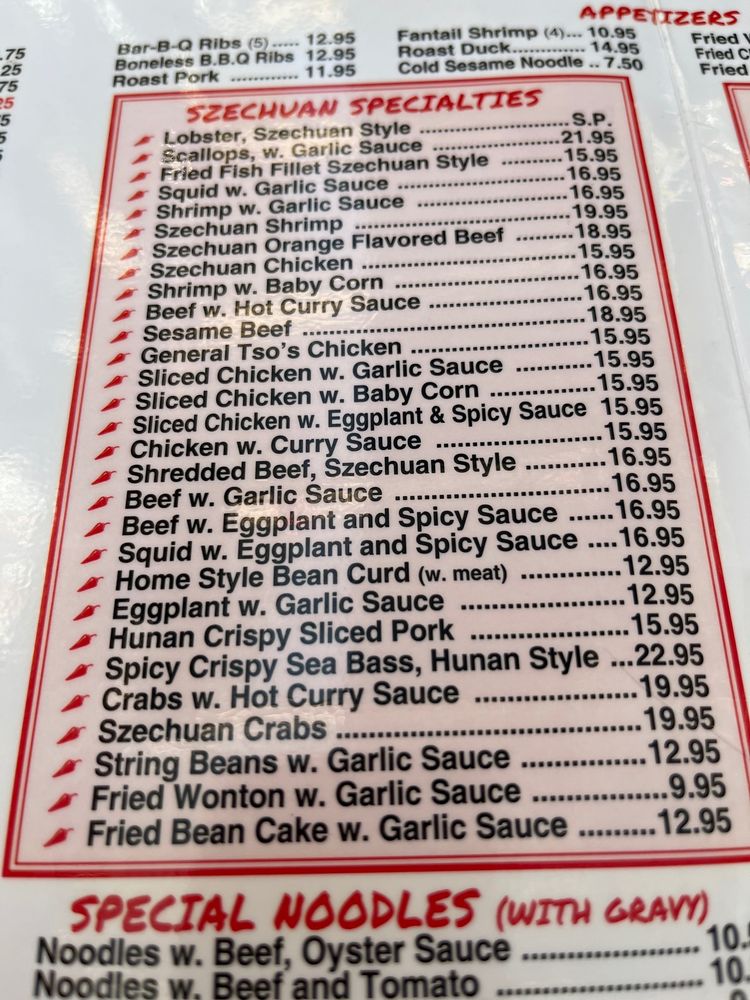 APPETIZERS
.75
.25
.75
Bar-B-Q Ribs (5)..... 12.95
Boneless B.B.Q Ribs 12.95
Roast Pork ............ 11.95
Fantail Shrimp (4)... 10.95
Roast Duck............. 14.95
Cold Sesame Noodle .. 7.50
Fried
Fried
Fried
SZECHUAN SPECIALTIES
Lobster, Szechuan Style ..........................S.P.
Scallops, w. Garlic Sauce ......................21.95
Fried Fish Fillet Szechuan Style ..........15.95
Squid w. Garlic Sauce ............................16.95
Shrimp w. Garlic Sauce .........................16.95
Szechuan Shrimp ...................................19.95
Szechuan Orange Flavored Beef ........18.95
Szechuan Chicken .................................15.95
Shrimp w. Baby Corn ............................16.95
Beef w. Hot Curry Sauce .......................16.95
Sesame Beef ..........................................18.95
General Tso's Chicken ..........................15.95
Sliced Chicken w. Garlic Sauce ...........15.95
Sliced Chicken w. Baby Corn ...............15.95
Sliced Chicken w. Eggplant & Spicy Sauce 15.95
Chicken w. Curry Sauce .......................15.95
Shredded Beef, Szechuan Style ...........16.95
Beef w. Garlic Sauce .............................16.95
Beef w. Eggplant and Spicy Sauce ......16.95
Squid w. Eggplant and Spicy Sauce ....16.95
Home Style Bean Curd (w. meat) .............12.95
Eggplant w. Garlic Sauce .....................12.95
Hunan Crispy Sliced Pork ....................15.95
Spicy Crispy Sea Bass, Hunan Style ...22.95
Crabs w. Hot Curry Sauce ....................19.95
Szechuan Crabs .....................................19.95
String Beans w. Garlic Sauce ...............12.95
Fried Wonton w. Garlic Sauce .................9.95
Fried Bean Cake w. Garlic Sauce .........12.95
SPECIAL NOODLES (WITH GRAVY)
Noodles w. Beef, Oyster Sauce ..................... 10.
Noodles w. Beef and Tomato ........................ 10.